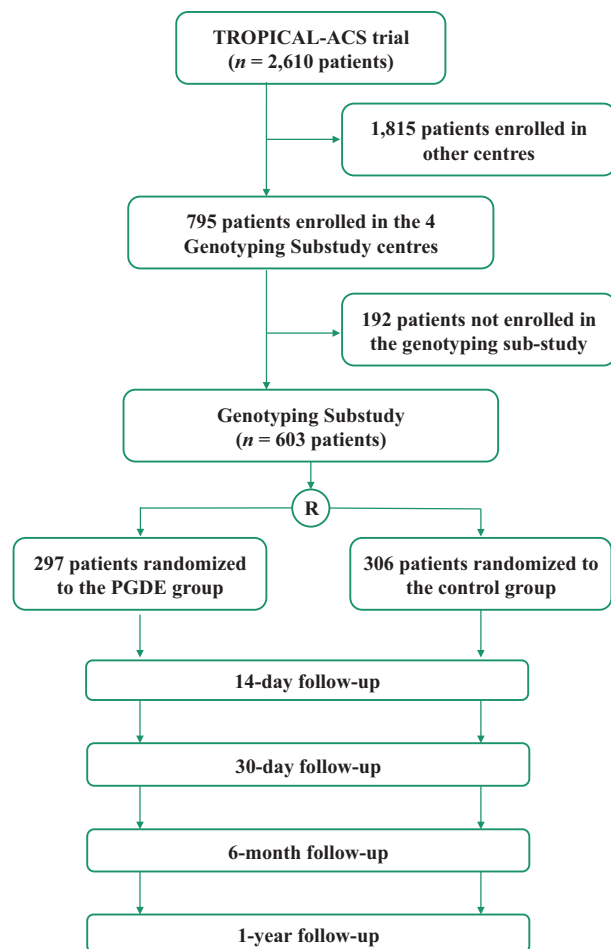 TROPICAL-ACS trial
(n = 2,610 patients)
1,815 patients enrolled in
other centres
795 patients enrolled in the 4
Genotyping Substudy centres
192 patients not enrolled in
the genotyping sub-study
Genotyping Substudy
(n = 603 patients)
R
297 patients randomized
to the PGDE group
306 patients randomized to
the control group
14-day follow-up
30-day follow-up
6-month follow-up
1-year follow-up